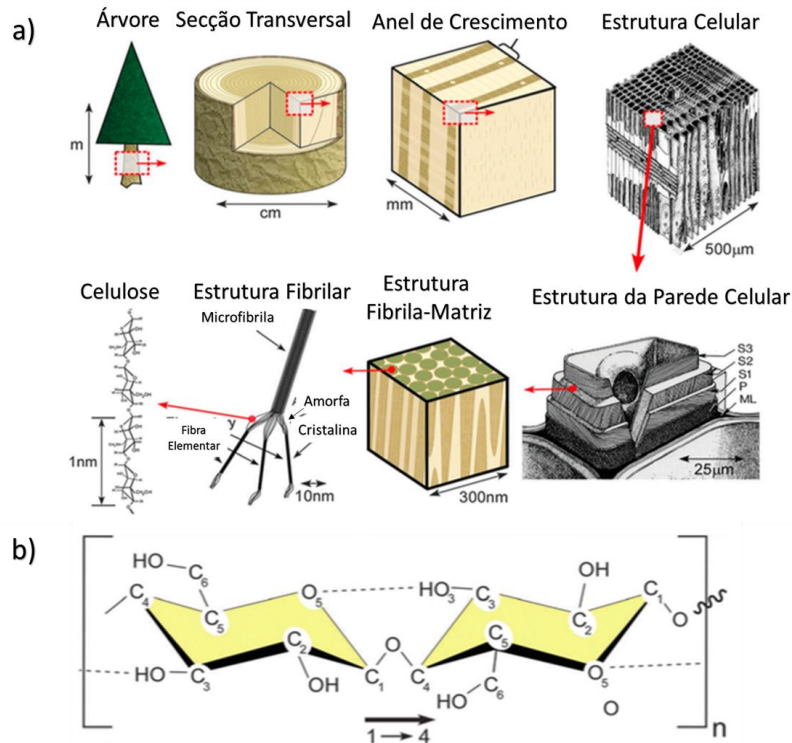 a)
Árvore
Secção Transversal
Anel de Crescimento
Estrutura Celular
m
cm
mm
500μm
Celulose
Estrutura Fibrilar
Estrutura
Fibrila-Matriz
Estrutura da Parede Celular
Microfibrila
Amorfa
y
Fibra
Elementar
Cristalina
1nm
10nm
300nm
S3
S2
S1
P
ML
25μm
b)
HO
C6
O5
HO3
C3
OH
C1
O
C4
C5
C2
HO
C3
C2
OH
C1
O
C4
C5
HO
C6
O5
O
1→4
n